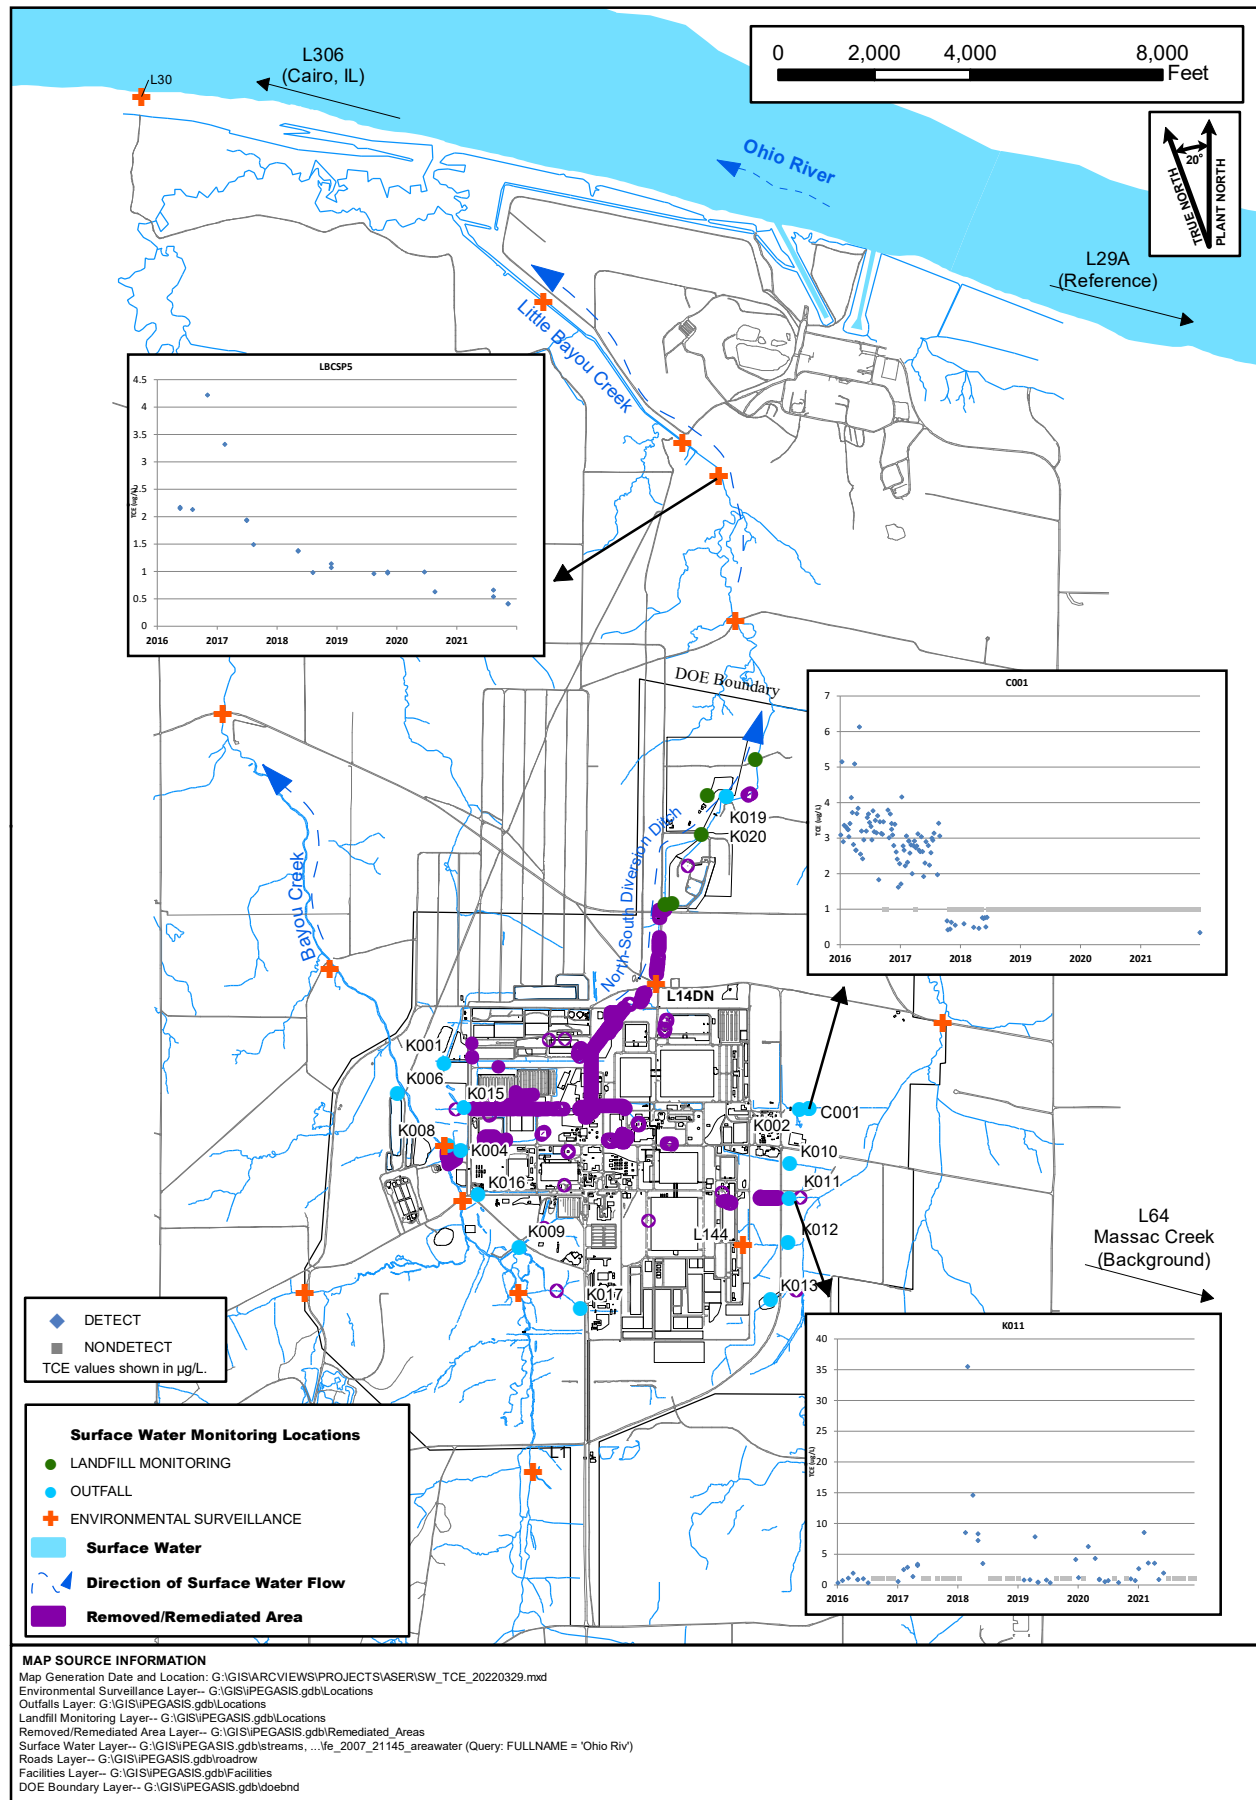 L306
(Cairo, IL)
L30
0 2,000 4,000 8,000
Feet
TRUE NORTH
20°
PLANT NORTH
Ohio River
L29A
(Reference)
Little Bayou Creek
LBCSP5
TCE (ug/L)
4.5
4
3.5
3
2.5
2
1.5
1
0.5
0
2016 2017 2018 2019 2020 2021
DOE Boundary
C001
TCE (ug/L)
7
6
5
4
3
2
1
0
2016 2017 2018 2019 2020 2021
K019
K020
North-South Diversion Ditch
Bayou Creek
L14DN
K001
K006
K015
K008
K004
K016
K009
K017
C001
K002
K010
K011
K012
L144
K013
L64
Massac Creek
(Background)
DETECT
NONDETECT
TCE values shown in µg/L.
K011
TCE (ug/L)
40
35
30
25
20
15
10
5
0
2016 2017 2018 2019 2020 2021
L1
Surface Water Monitoring Locations
LANDFILL MONITORING
OUTFALL
ENVIRONMENTAL SURVEILLANCE
Surface Water
Direction of Surface Water Flow
Removed/Remediated Area
MAP SOURCE INFORMATION
Map Generation Date and Location: G:\GIS\ARCVIEWS\PROJECTS\ASER\SW_TCE_20220329.mxd
Environmental Surveillance Layer-- G:\GIS\iPEGASIS.gdb\Locations
Outfalls Layer: G:\GIS\iPEGASIS.gdb\Locations
Landfill Monitoring Layer-- G:\GIS\iPEGASIS.gdb\Locations
Removed/Remediated Area Layer-- G:\GIS\iPEGASIS.gdb\Remediated_Areas
Surface Water Layer-- G:\GIS\iPEGASIS.gdb\streams, ...\fe_2007_21145_areawater (Query: FULLNAME = 'Ohio Riv')
Roads Layer-- G:\GIS\iPEGASIS.gdb\roadrow
Facilities Layer-- G:\GIS\iPEGASIS.gdb\Facilities
DOE Boundary Layer-- G:\GIS\iPEGASIS.gdb\doebnd